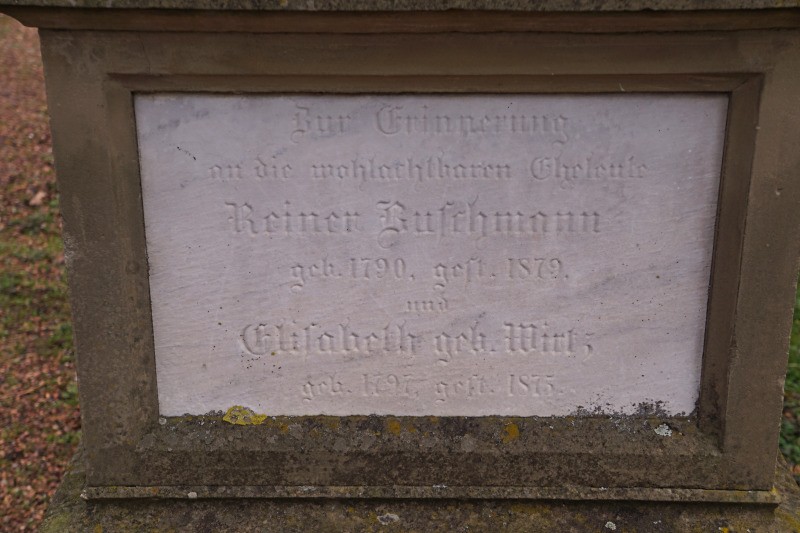 Zur Erinnerung
an die wohlachtbaren Eheleute
Reiner Buschmann
geb. 1790, gest. 1879.
und
Elisabeth geb. Wirtz
geb. 1797, gest. 1875.